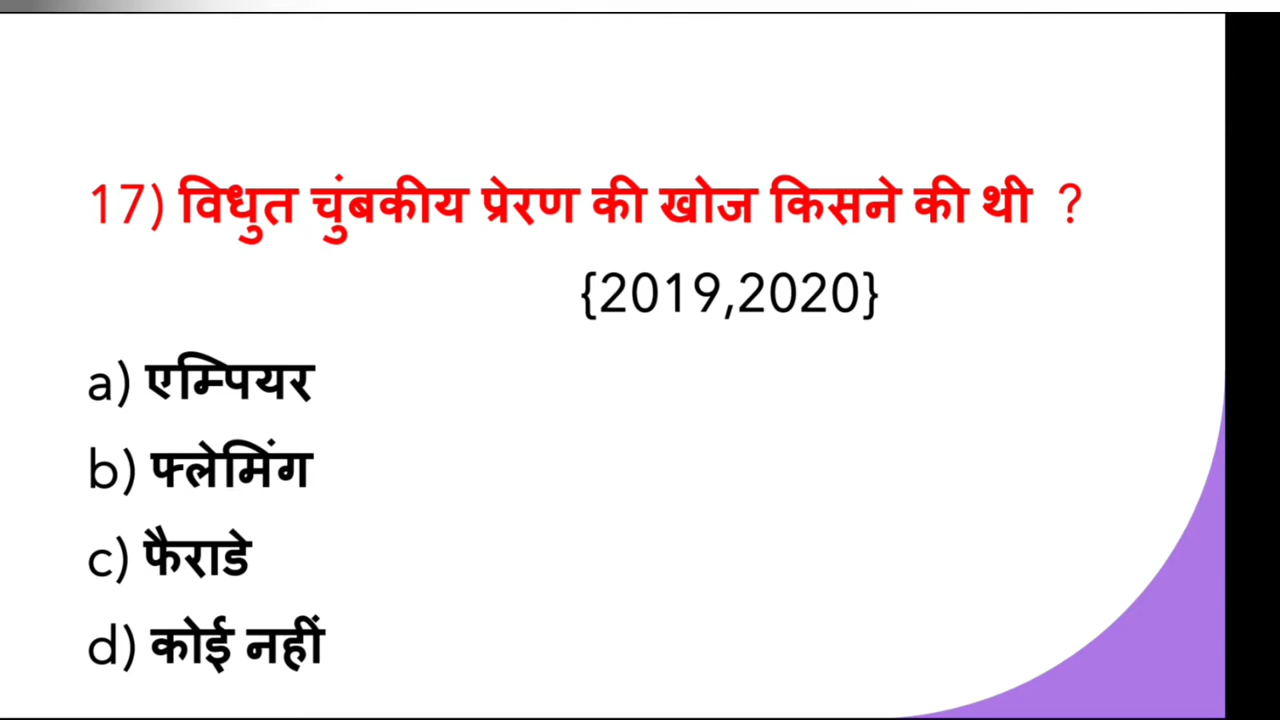 17) विधुत चुंबकीय प्रेरण की खोज किसने की थी ?
{2019,2020}
a) एम्पियर
b) फ्लेमिंग
c) फैराडे
d) कोई नहीं